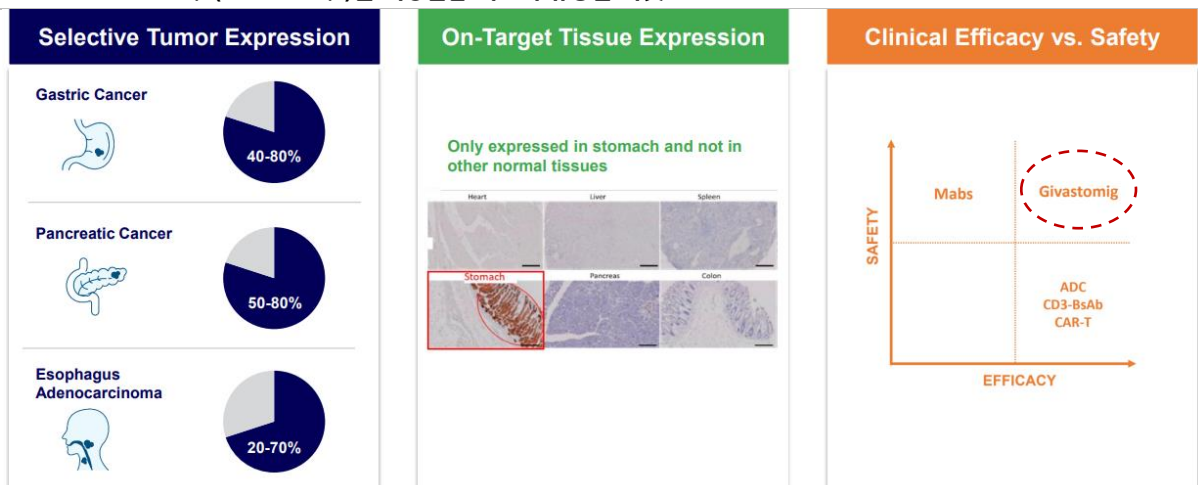 Selective Tumor Expression
Gastric Cancer
40-80%
Pancreatic Cancer
50-80%
Esophagus
Adenocarcinoma
20-70%
On-Target Tissue Expression
Only expressed in stomach and not in
other normal tissues
Heart
Liver
Spleen
Stomach
Pancreas
Colon
Clinical Efficacy vs. Safety
SAFETY
Mabs
Givastomig
ADC
CD3-BsAb
CAR-T
EFFICACY